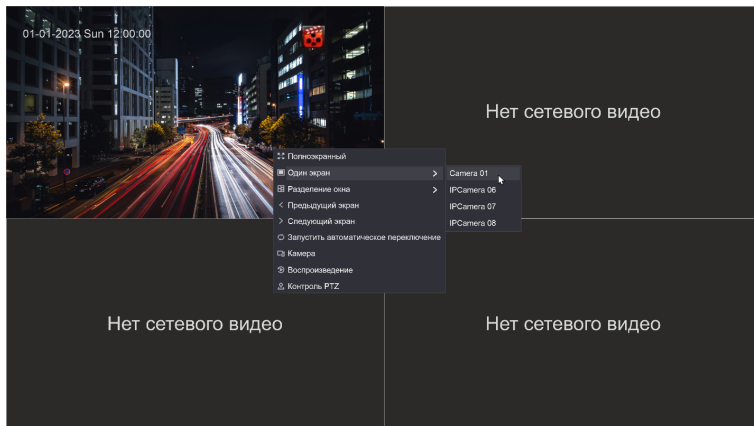 01-01-2023 Sun 12:00:00
Нет сетевого видео
Полноэкранный
Один экран
Camera 01
Разделение окна
IPCamera 06
Предыдущий экран
IPCamera 07
Следующий экран
IPCamera 08
Запустить автоматическое переключение
Камера
Воспроизведение
Контроль PTZ
Нет сетевого видео
Нет сетевого видео